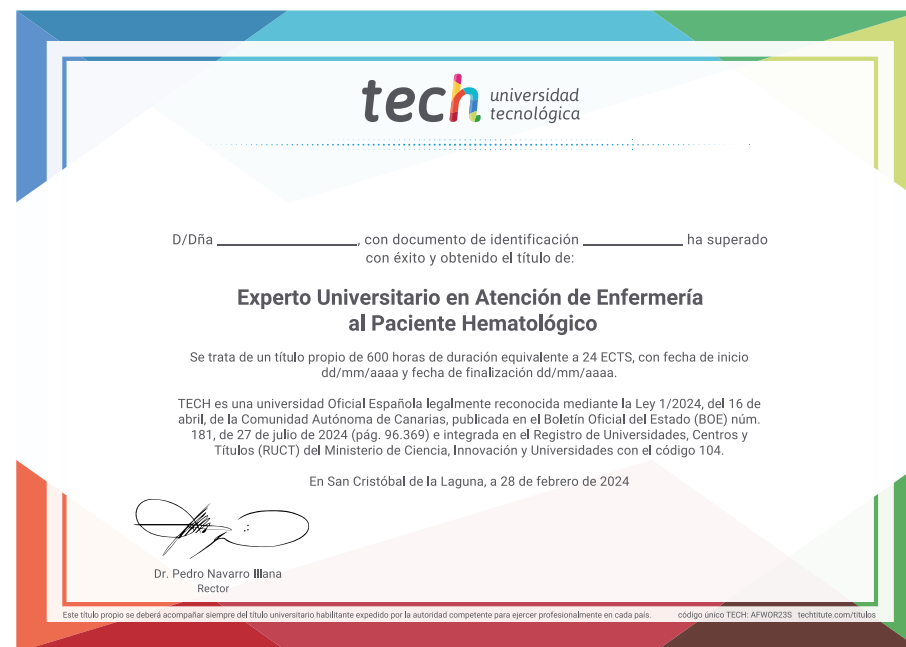 tech universidad
tecnológica
D/Dña ____________, con documento de identificación ____________ ha superado
con éxito y obtenido el título de:
Experto Universitario en Atención de Enfermería
al Paciente Hematológico
Se trata de un título propio de 600 horas de duración equivalente a 24 ECTS, con fecha de inicio
dd/mm/aaaa y fecha de finalización dd/mm/aaaa.
TECH es una universidad Oficial Española legalmente reconocida mediante la Ley 1/2024, del 16 de
abril, de la Comunidad Autónoma de Canarias, publicada en el Boletín Oficial del Estado (BOE) núm.
181, de 27 de julio de 2024 (pág. 96.369) e integrada en el Registro de Universidades, Centros y
Títulos (RUCT) del Ministerio de Ciencia, Innovación y Universidades con el código 104.
En San Cristóbal de la Laguna, a 28 de febrero de 2024
Dr. Pedro Navarro Illana
Rector
Este título propio se deberá acompañar siempre del título universitario habilitante expedido por la autoridad competente para ejercer profesionalmente en cada país. código único TECH: AFWOR23S techtitute.com/titulos